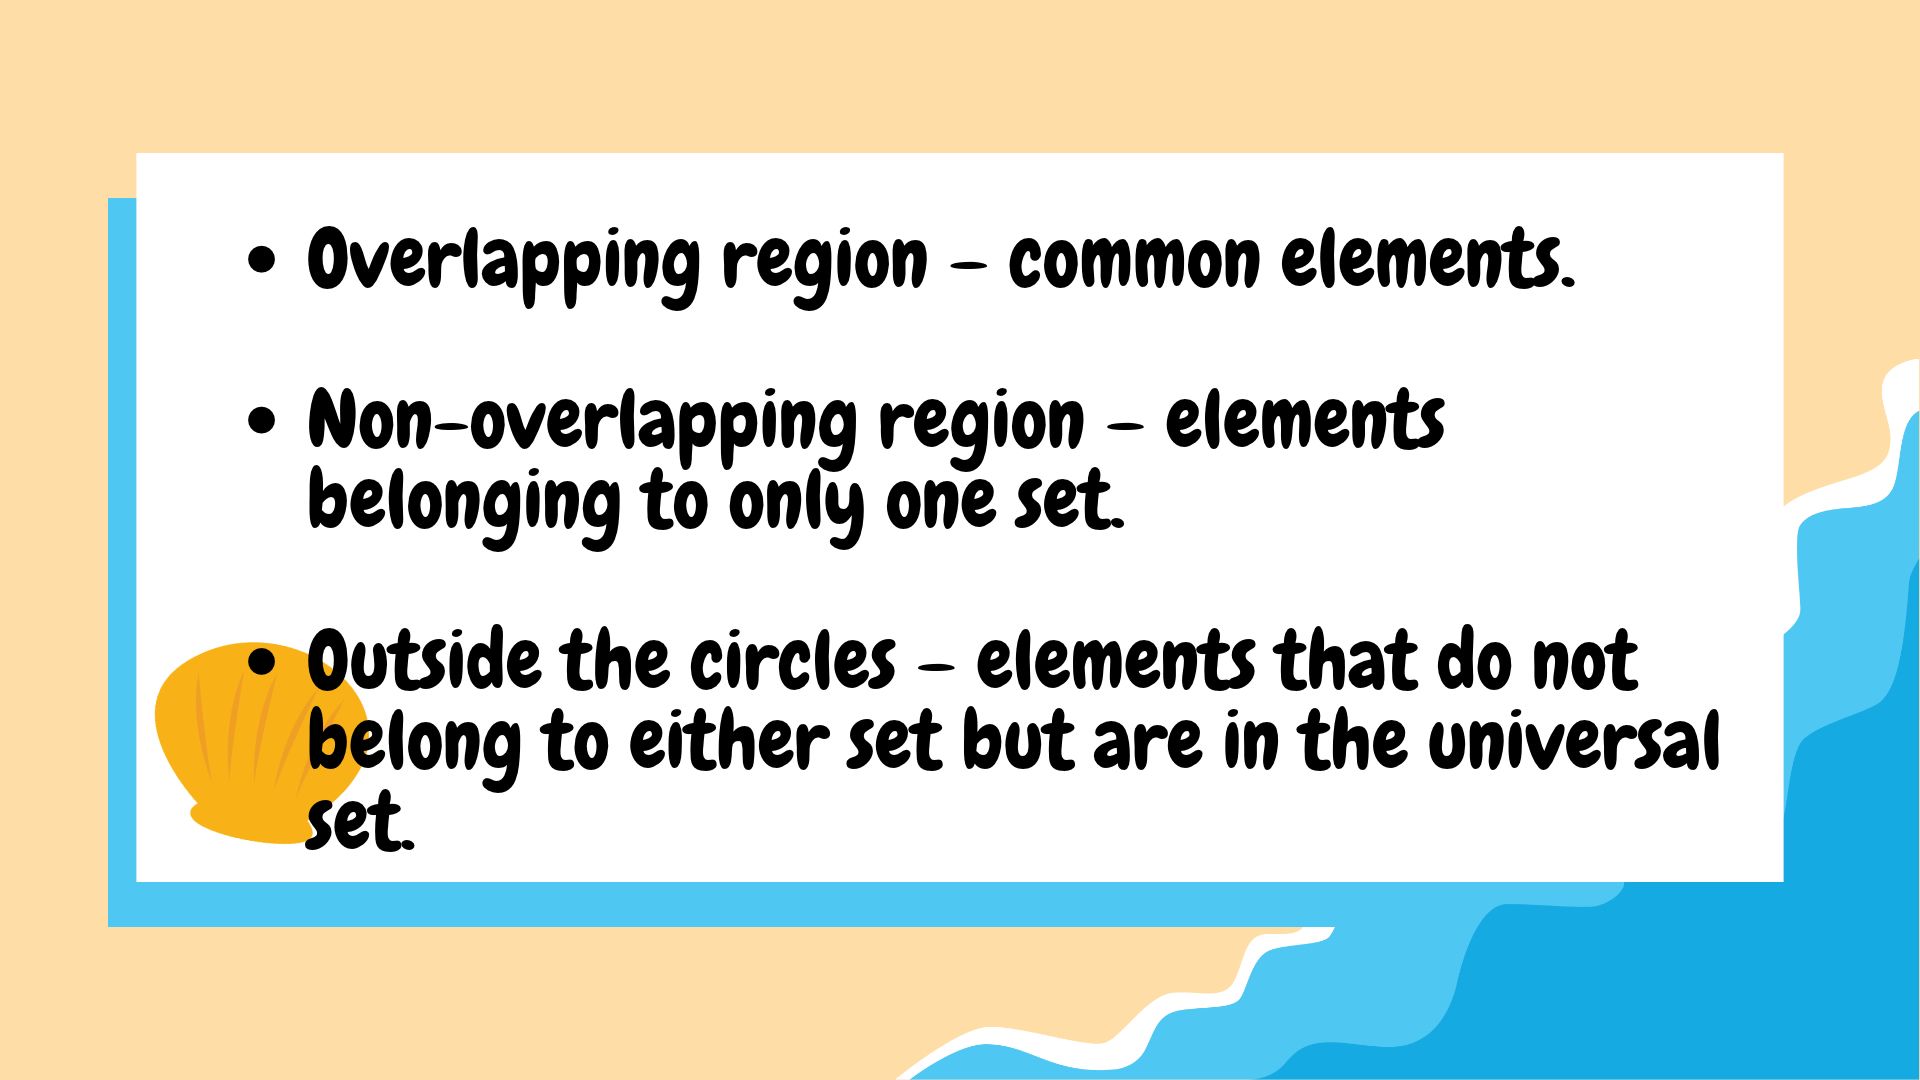 • Overlapping region – common elements.
• Non-overlapping region – elements
belonging to only one set.
• Outside the circles – elements that do not
belong to either set but are in the universal
set.